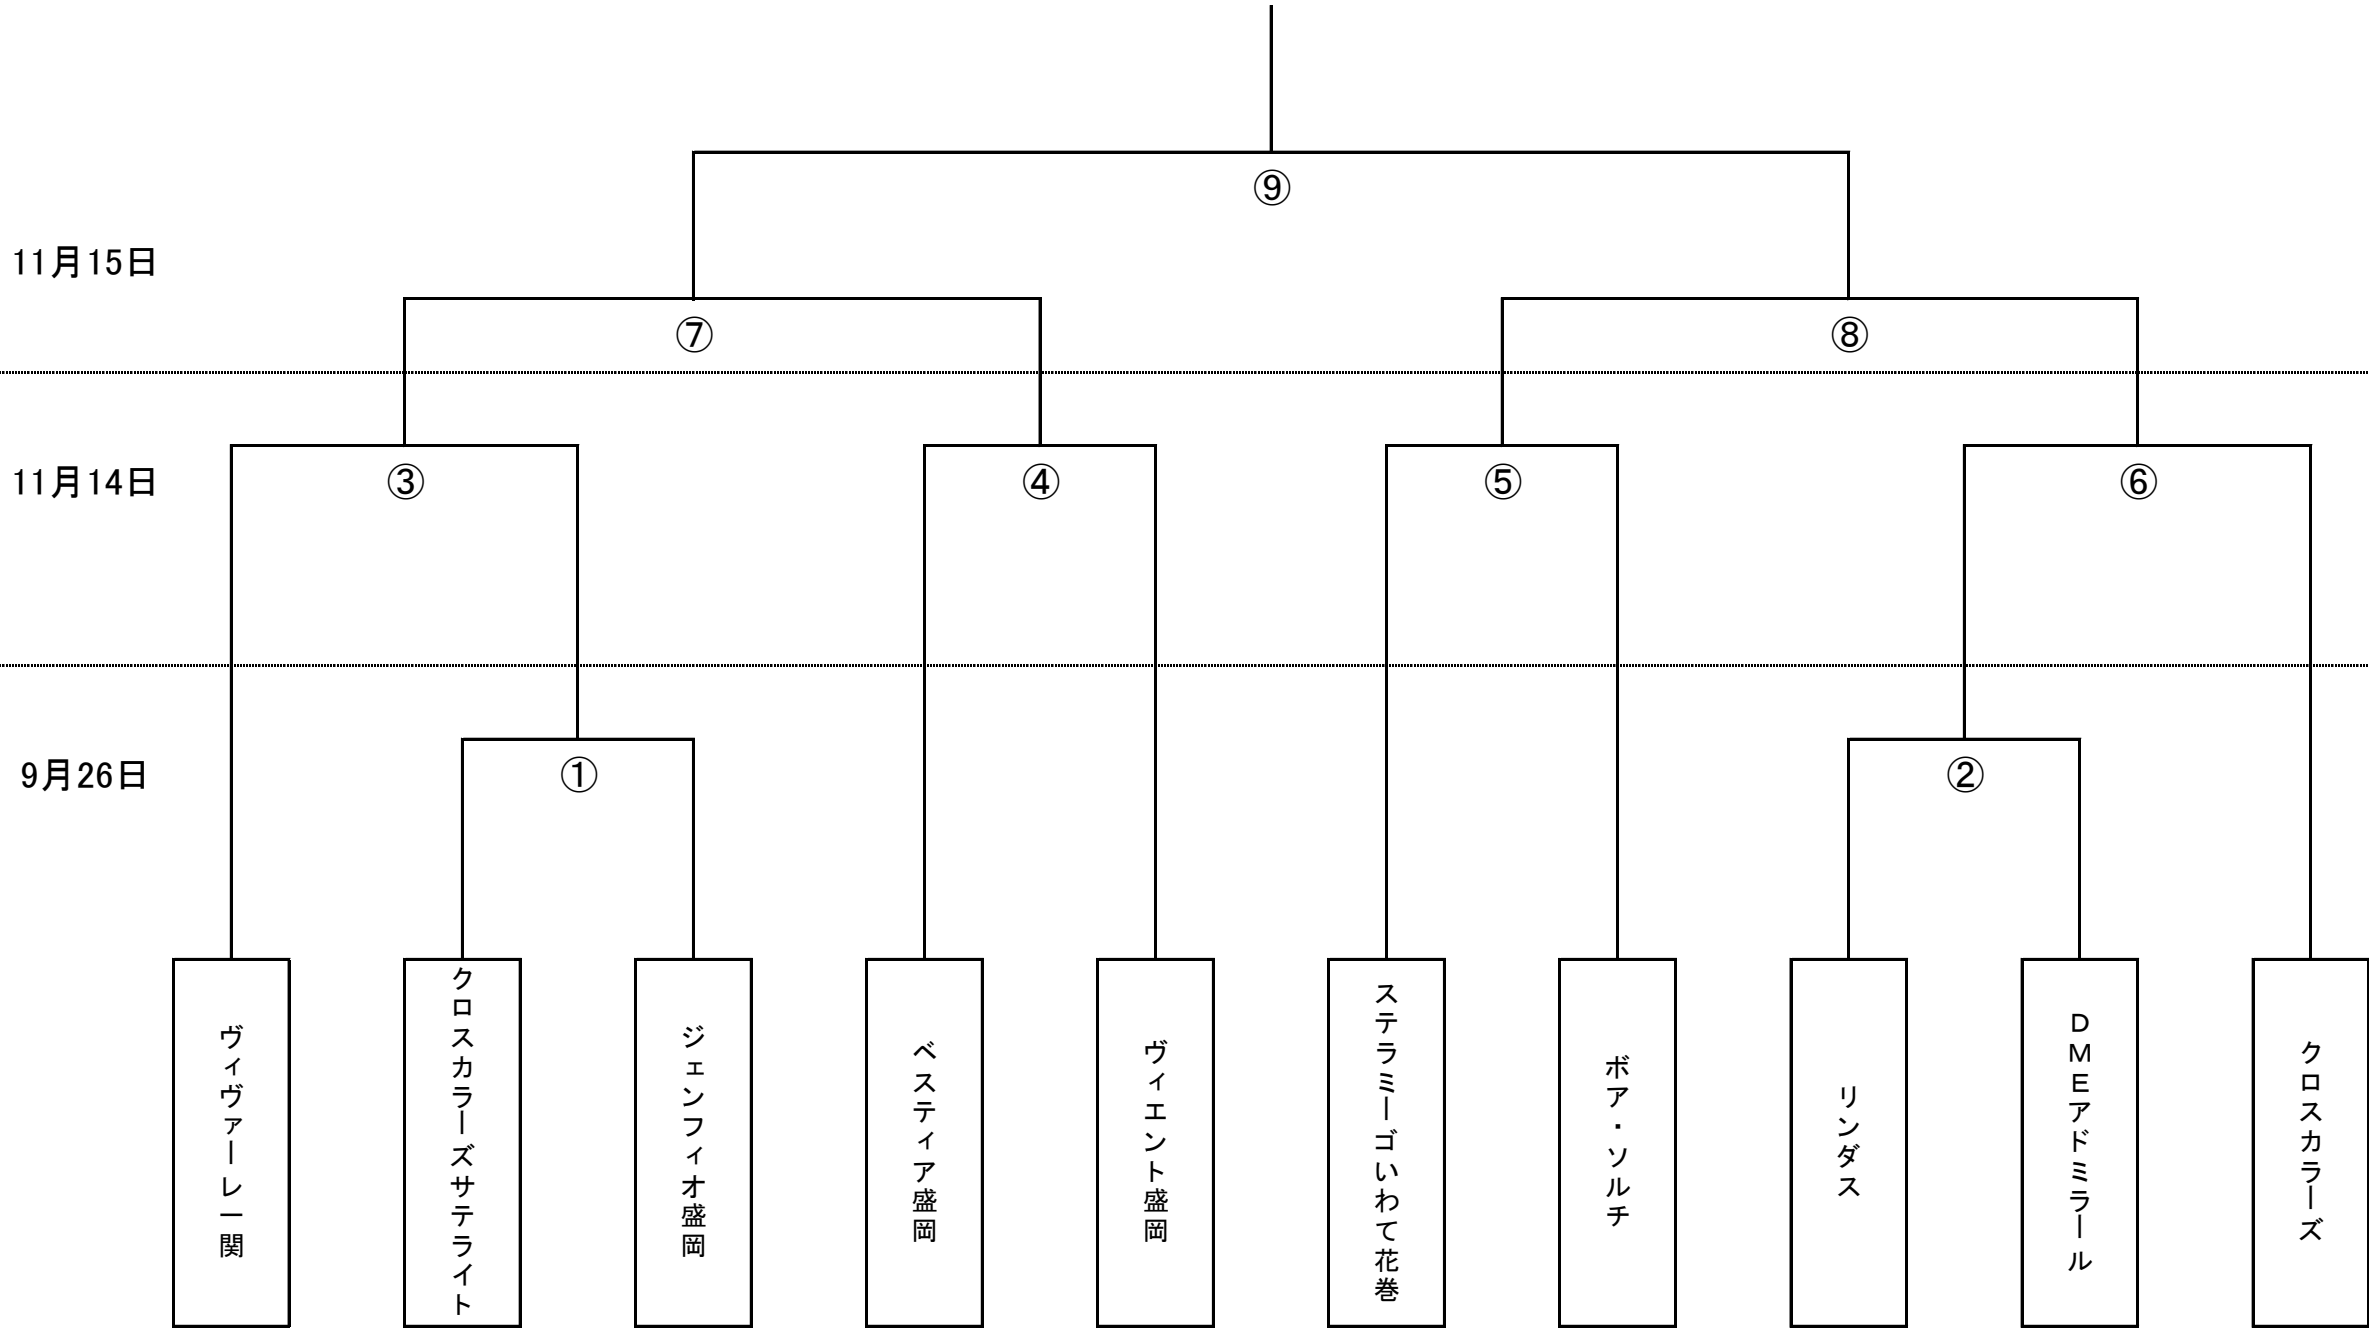 ⑨
11月15日
⑦
⑧
11月14日
③
④
⑤
⑥
9月26日
①
②
ヴィヴァーレ一関
クロスカラーズサテライト
ジェンフィオ盛岡
ベスティア盛岡
ヴィエント盛岡
ステラミーゴいわて花巻
ボア・ソルチ
リンダス
DMEアドミラール
クロスカラーズ